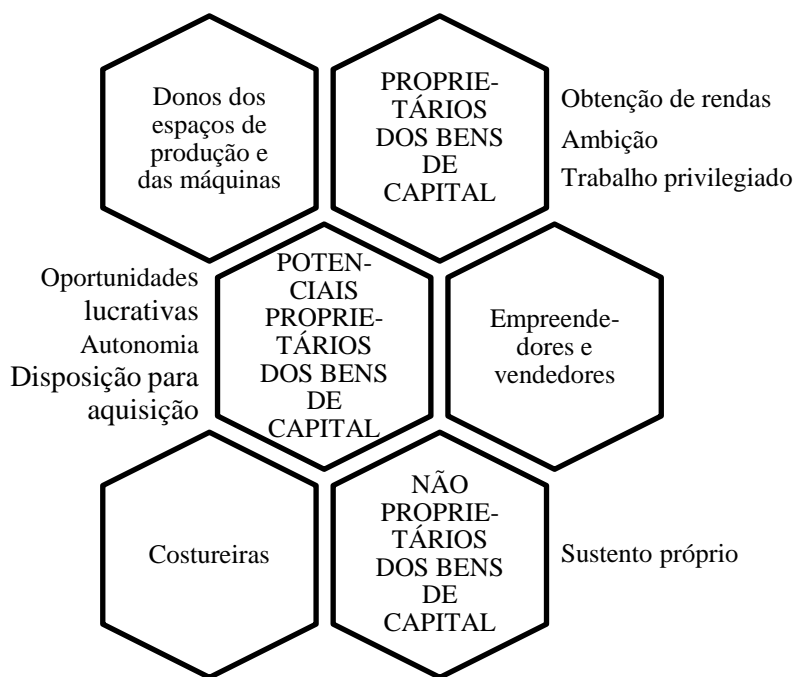 Donos dos
espaços de
produção e
das máquinas
PROPRIE-
TÁRIOS
DOS BENS
DE
CAPITAL
Obtenção de rendas
Ambição
Trabalho privilegiado
Oportunidades
lucrativas
Autonomia
Disposição para
aquisição
POTEN-
CIAIS
PROPRIE-
TÁRIOS
DOS BENS
DE
CAPITAL
Empreende-
dores e
vendedores
Costureiras
NÃO
PROPRIE-
TÁRIOS
DOS BENS
DE
CAPITAL
Sustento próprio